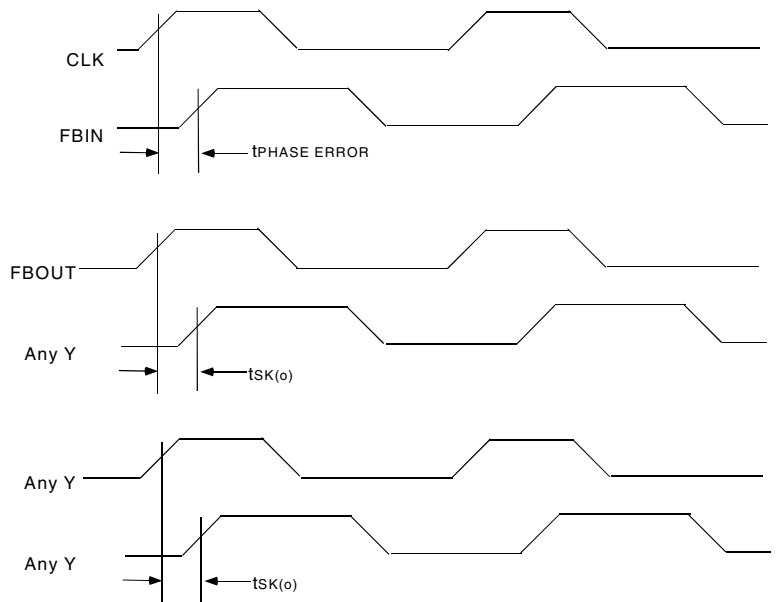 CLK
FBIN
tPHASE ERROR
FBOUT
Any Y
tSK(o)
Any Y
Any Y
tSK(o)